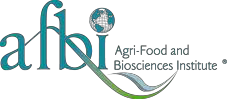 afbi
Agri-Food and
Biosciences Institute ®